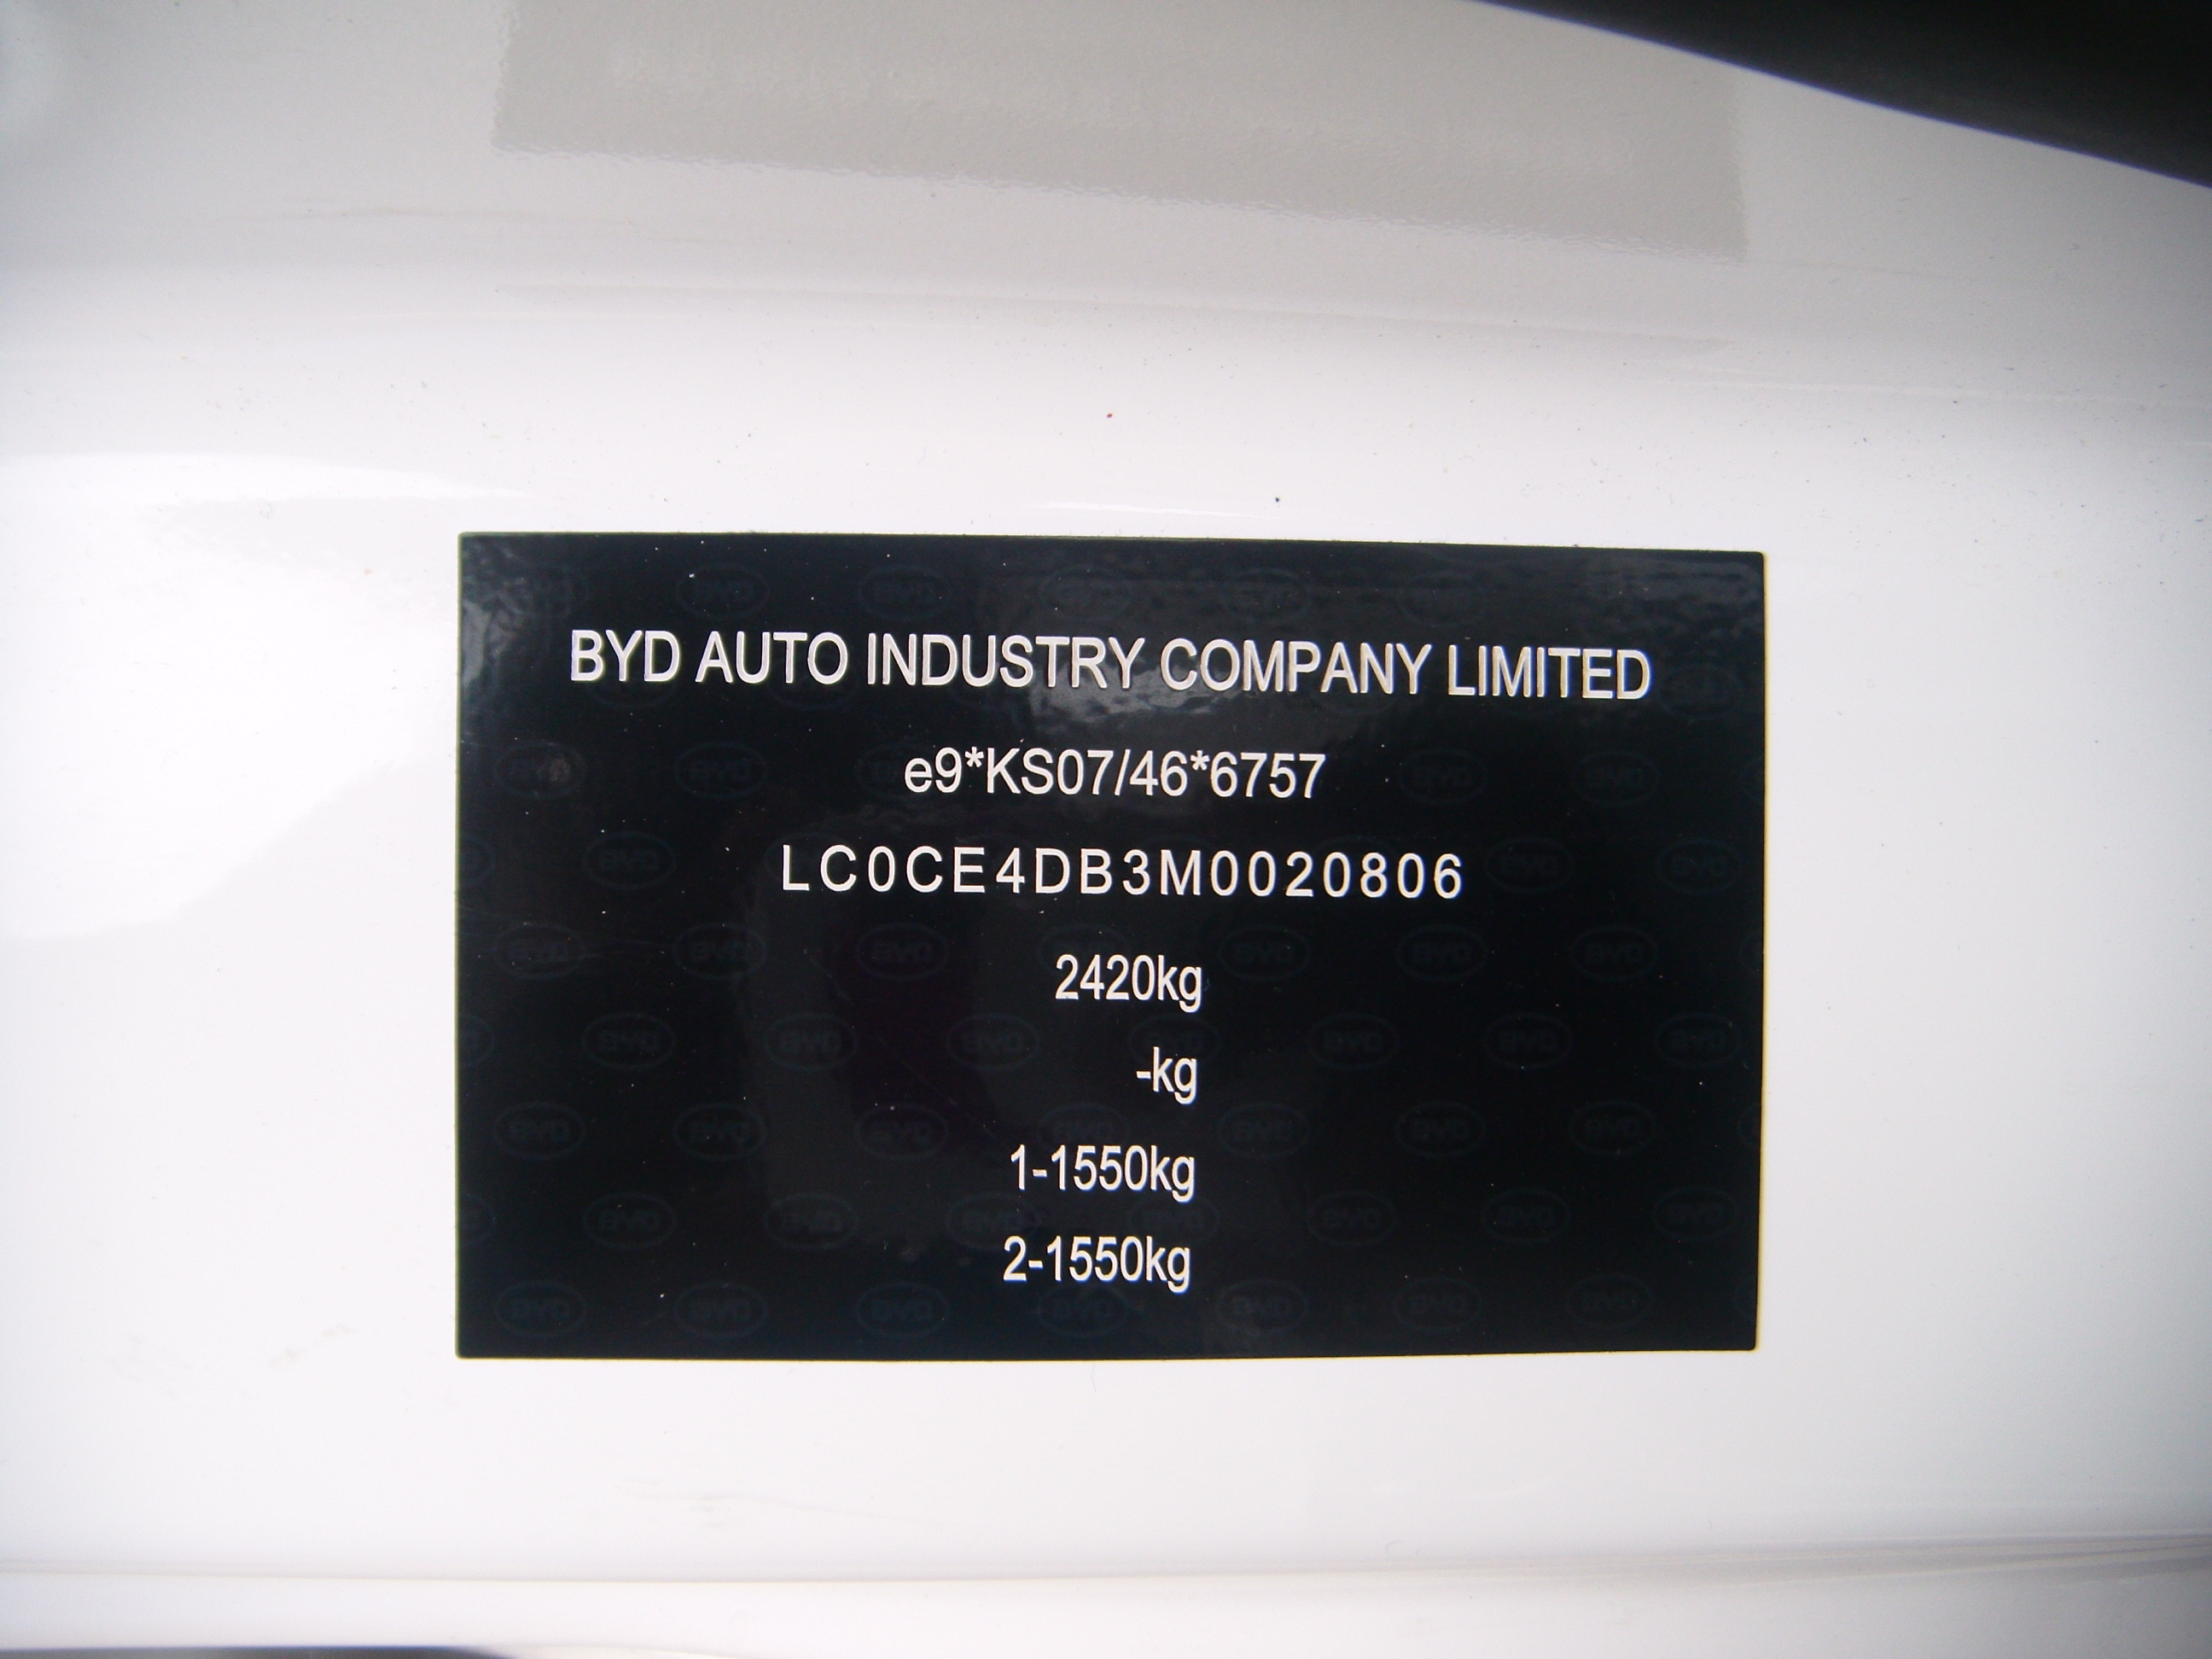 BYD AUTO INDUSTRY COMPANY LIMITED
e9*KS07/46*6757
LC0CE4DB3M0020806
2420kg
-kg
1-1550kg
2-1550kg